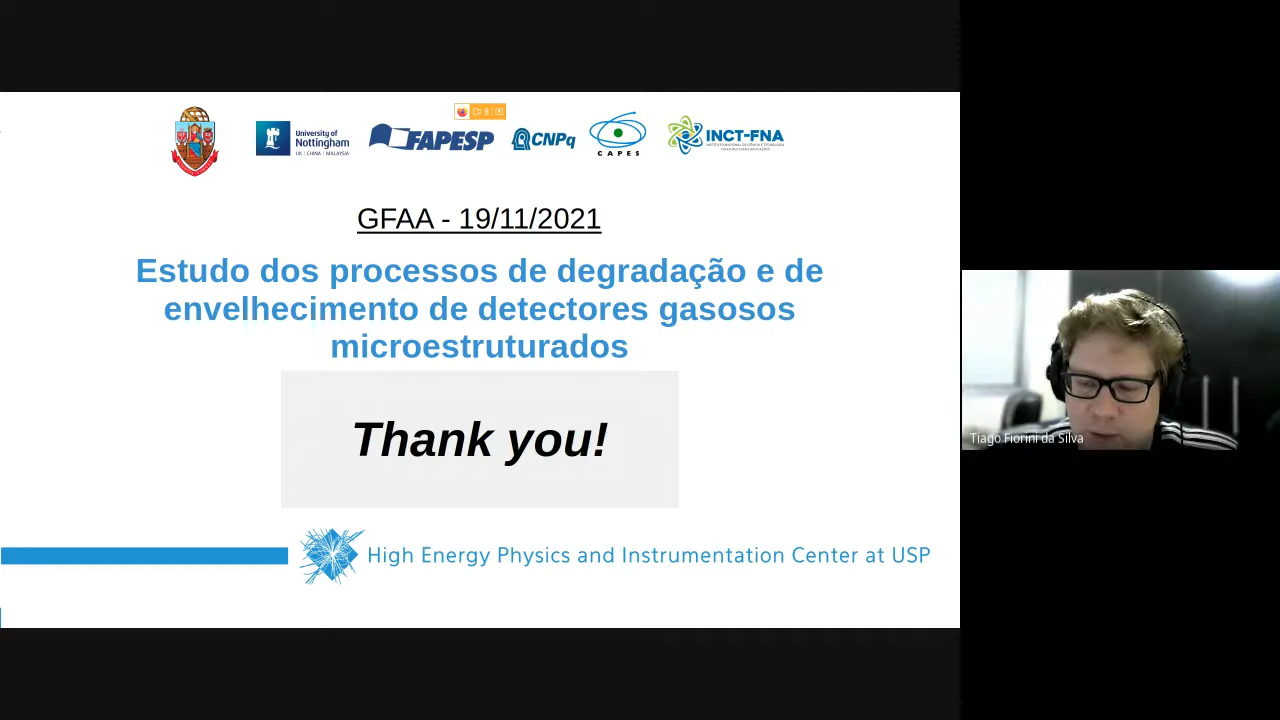 University of
Nottingham
UK | CHINA | MALAYSIA
FAPESP
CNPq
CAPES
INCT-FNA
GFAA - 19/11/2021
Estudo dos processos de degradação e de
envelhecimento de detectores gasosos
microestruturados
Thank you!
High Energy Physics and Instrumentation Center at USP
Tiago Fiorini da Silva